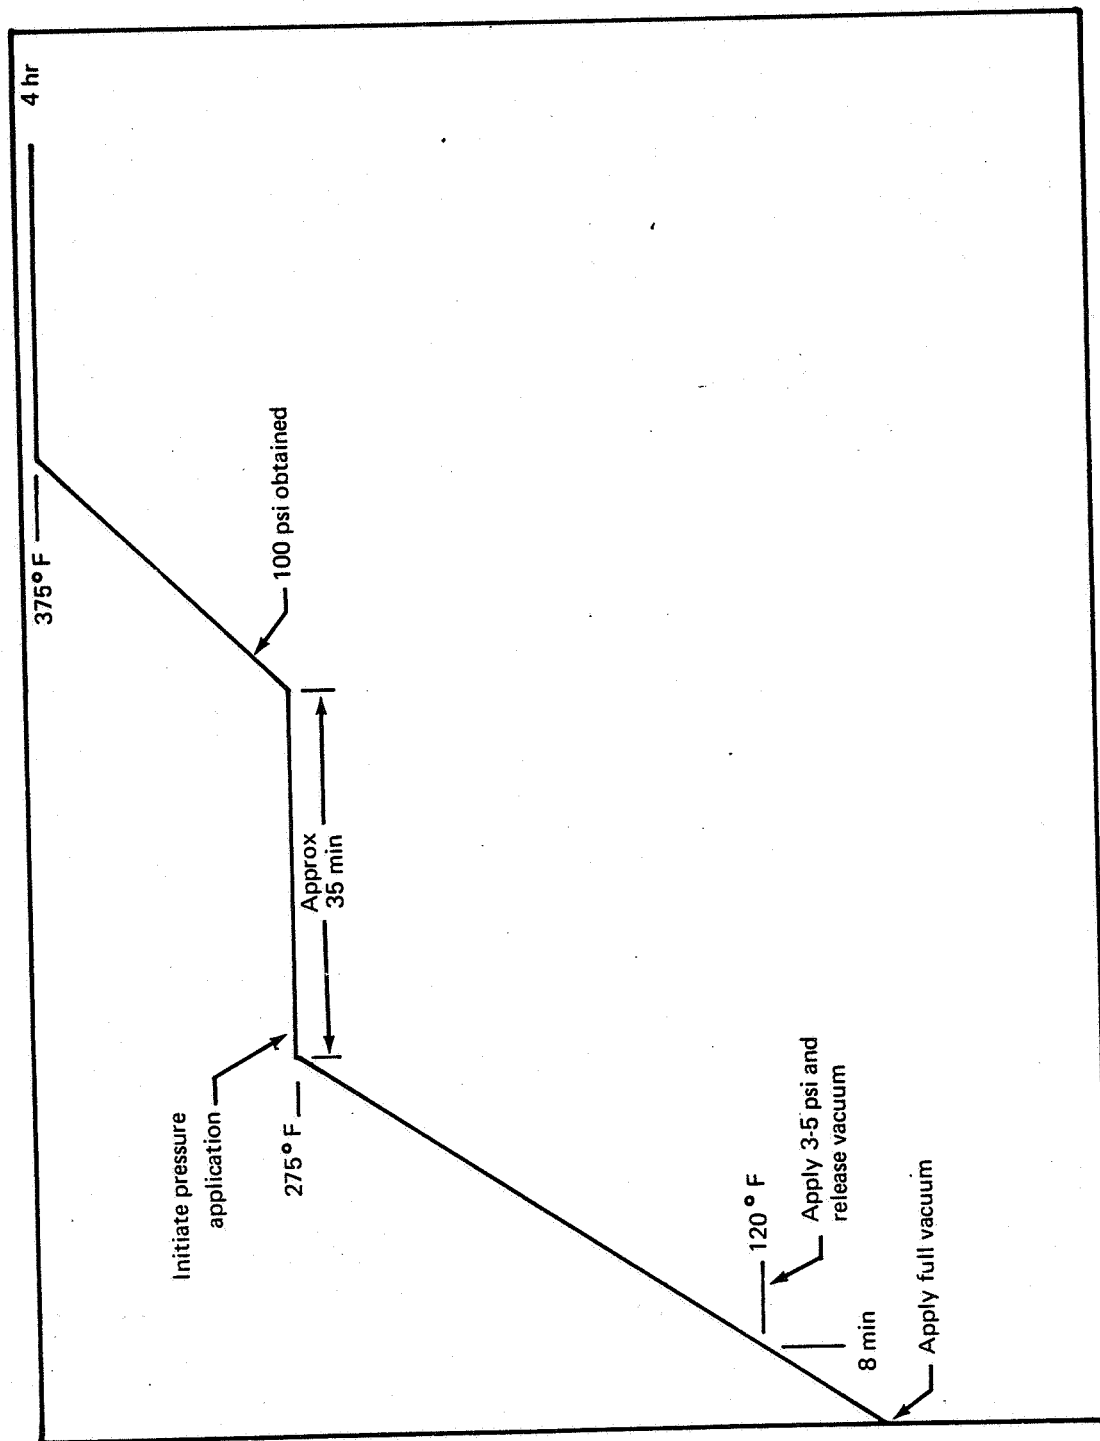 4 hr
375° F
100 psi obtained
Initiate pressure
application
275° F
Approx
35 min
120° F
Apply 3-5 psi and
release vacuum
8 min
Apply full vacuum